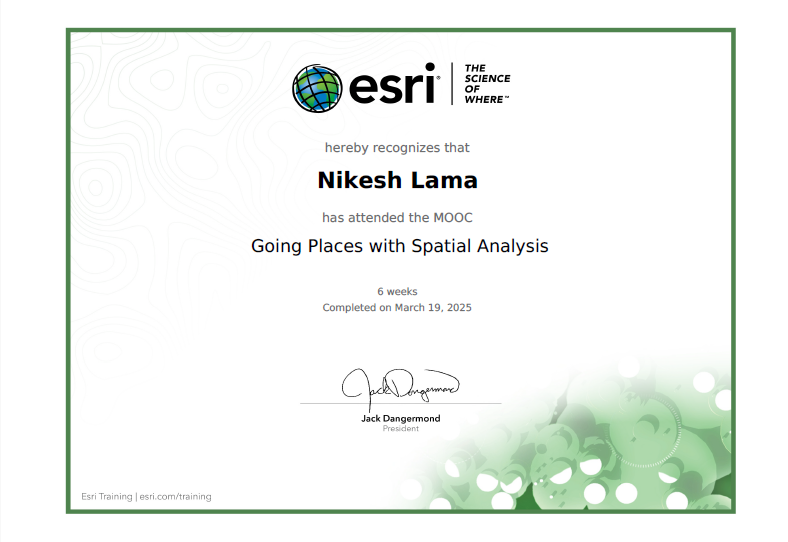 esri®
THE
SCIENCE
OF
WHERE™
hereby recognizes that
Nikesh Lama
has attended the MOOC
Going Places with Spatial Analysis
6 weeks
Completed on March 19, 2025
Jack Dangermond
Jack Dangermond
President
Esri Training | esri.com/training